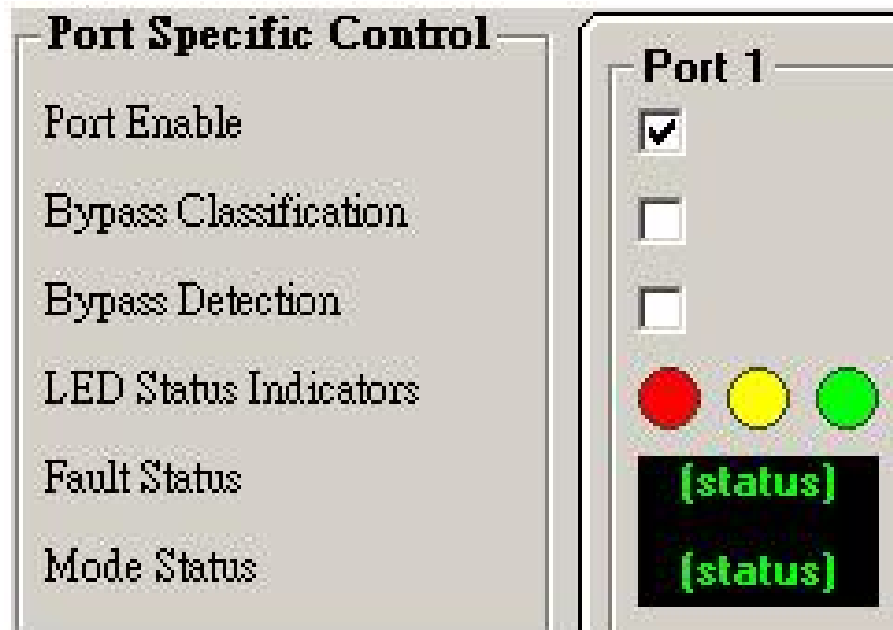 Port Specific Control
Port Enable
Bypass Classification
Bypass Detection
LED Status Indicators
Fault Status
Mode Status
Port 1
(status)
(status)